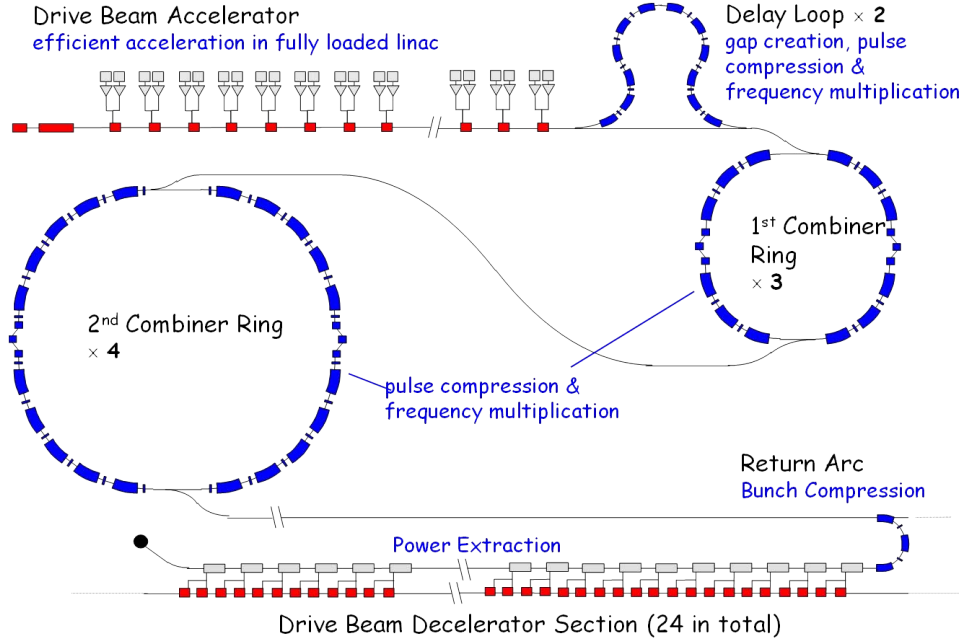 Drive Beam Accelerator
efficient acceleration in fully loaded linac
Delay Loop × 2
gap creation, pulse
compression &
frequency multiplication
1st Combiner
Ring
× 3
2nd Combiner Ring
× 4
pulse compression &
frequency multiplication
Return Arc
Bunch Compression
Power Extraction
Drive Beam Decelerator Section (24 in total)